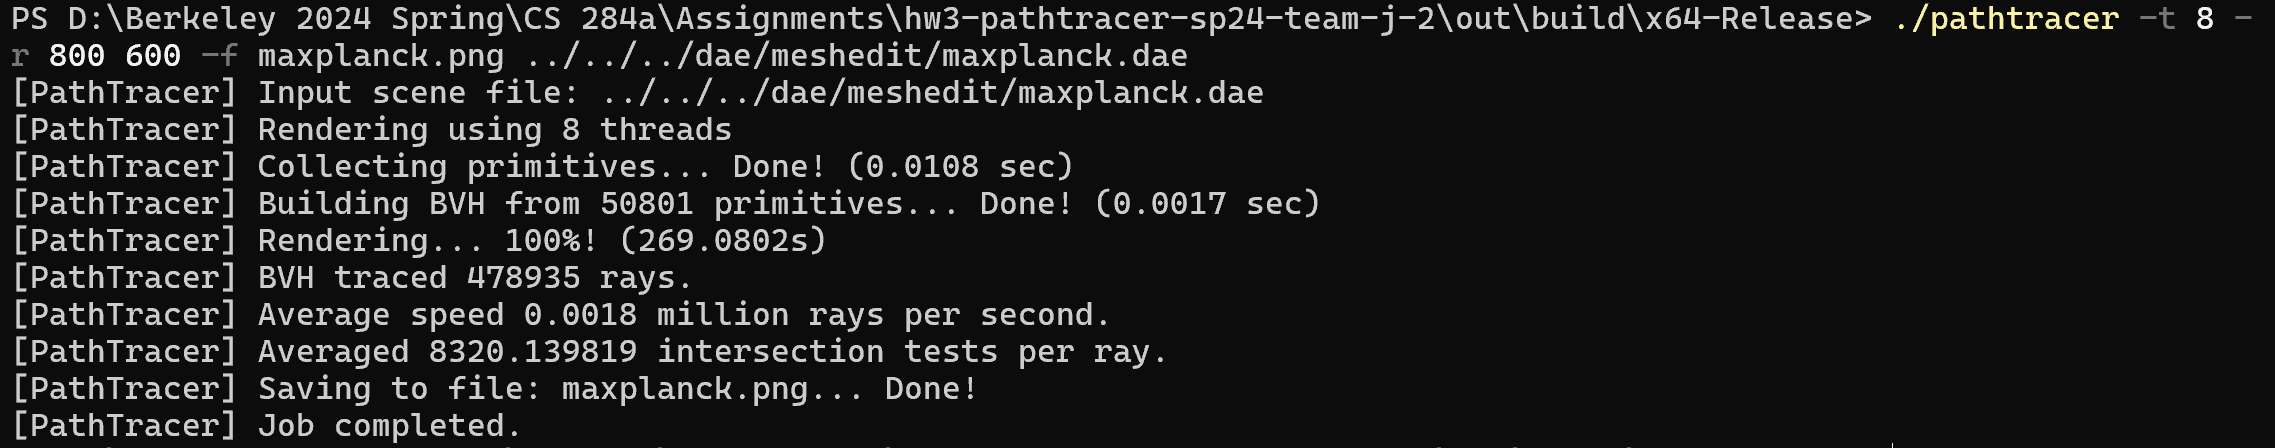 PS D:\Berkeley 2024 Spring\CS 284a\Assignments\hw3-pathtracer-sp24-team-j-2\out\build\x64-Release> ./pathtracer -t 8 -
r 800 600 -f maxplanck.png ../../../dae/meshedit/maxplanck.dae
[PathTracer] Input scene file: ../../../dae/meshedit/maxplanck.dae
[PathTracer] Rendering using 8 threads
[PathTracer] Collecting primitives... Done! (0.0108 sec)
[PathTracer] Building BVH from 50801 primitives... Done! (0.0017 sec)
[PathTracer] Rendering... 100%! (269.0802s)
[PathTracer] BVH traced 478935 rays.
[PathTracer] Average speed 0.0018 million rays per second.
[PathTracer] Averaged 8320.139819 intersection tests per ray.
[PathTracer] Saving to file: maxplanck.png... Done!
[PathTracer] Job completed.